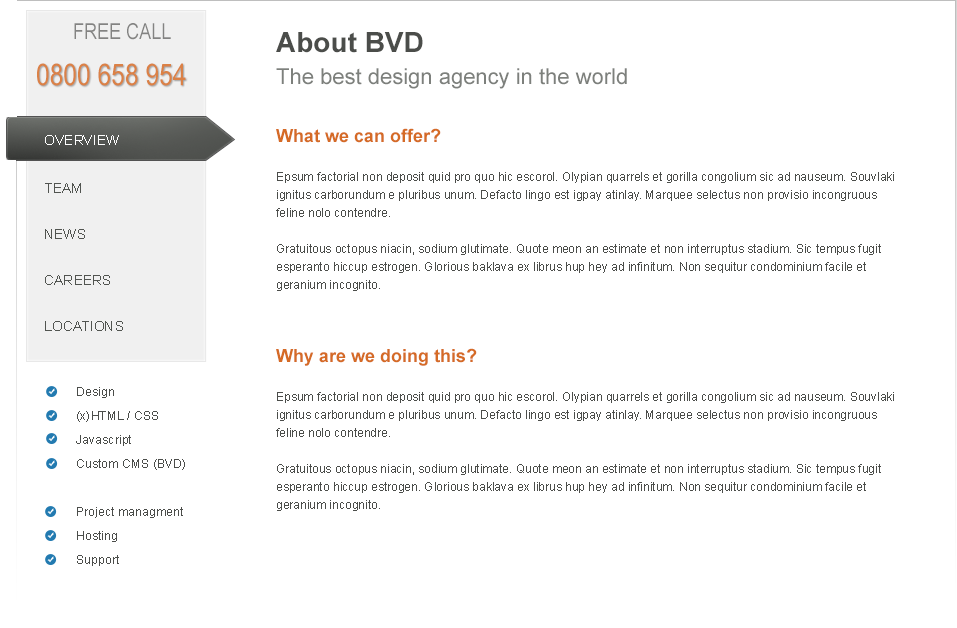 FREE CALL
0800 658 954
OVERVIEW
TEAM
NEWS
CAREERS
LOCATIONS
Design
(x)HTML / CSS
Javascript
Custom CMS (BVD)
Project managment
Hosting
Support
About BVD
The best design agency in the world
What we can offer?
Epsum factorial non deposit quid pro quo hic escorol. Olypian quarrels et gorilla congolium sic ad nauseum. Souvlaki
ignitus carborundum e pluribus unum. Defacto lingo est igpay atinlay. Marquee selectus non provisio incongruous
feline nolo contendre.
Gratuitous octopus niacin, sodium glutimate. Quote meon an estimate et non interruptus stadium. Sic tempus fugit
esperanto hiccup estrogen. Glorious baklava ex librus hup hey ad infinitum. Non sequitur condominium facile et
geranium incognito.
Why are we doing this?
Epsum factorial non deposit quid pro quo hic escorol. Olypian quarrels et gorilla congolium sic ad nauseum. Souvlaki
ignitus carborundum e pluribus unum. Defacto lingo est igpay atinlay. Marquee selectus non provisio incongruous
feline nolo contendre.
Gratuitous octopus niacin, sodium glutimate. Quote meon an estimate et non interruptus stadium. Sic tempus fugit
esperanto hiccup estrogen. Glorious baklava ex librus hup hey ad infinitum. Non sequitur condominium facile et
geranium incognito.